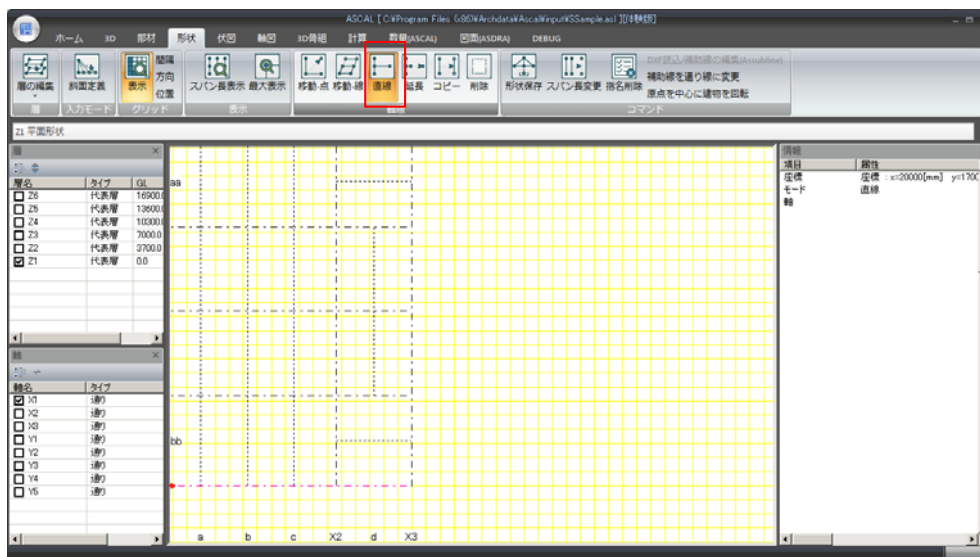 ASCAL [ C:¥Program Files (x86)¥Archdata¥Ascal¥input¥SSample.asl ][体験版]
ホーム 3D 部材 形状 伏図 軸図 3D骨組 計算 数量(ASCAL) 図面(ASDRA) DEBUG
層の編集 斜面定義 表示 間隔 方向 位置 スパン長表示 最大表示 移動-点 移動-線 直線 延長 コピー 削除 形状保存 スパン長変更 指名削除 DXF読込/補助線の編集(Assubline)
補助線を通り線に変更
原点を中心に建物を回転
層 入力モード グリッド 表示 コマンド
Z1 平面形状
層
層名 タイプ GL
Z6 代表層 16900.
Z5 代表層 13600.
Z4 代表層 10300.
Z3 代表層 7000.0
Z2 代表層 3700.0
Z1 代表層 0.0
軸
軸名 タイプ
X1 通り
X2 通り
X3 通り
Y1 通り
Y2 通り
Y3 通り
Y4 通り
Y5 通り
aa
bb
a b c X2 d X3
情報
項目 属性
座標 座標 : x=20000[mm] y=1700
モード 直線
軸